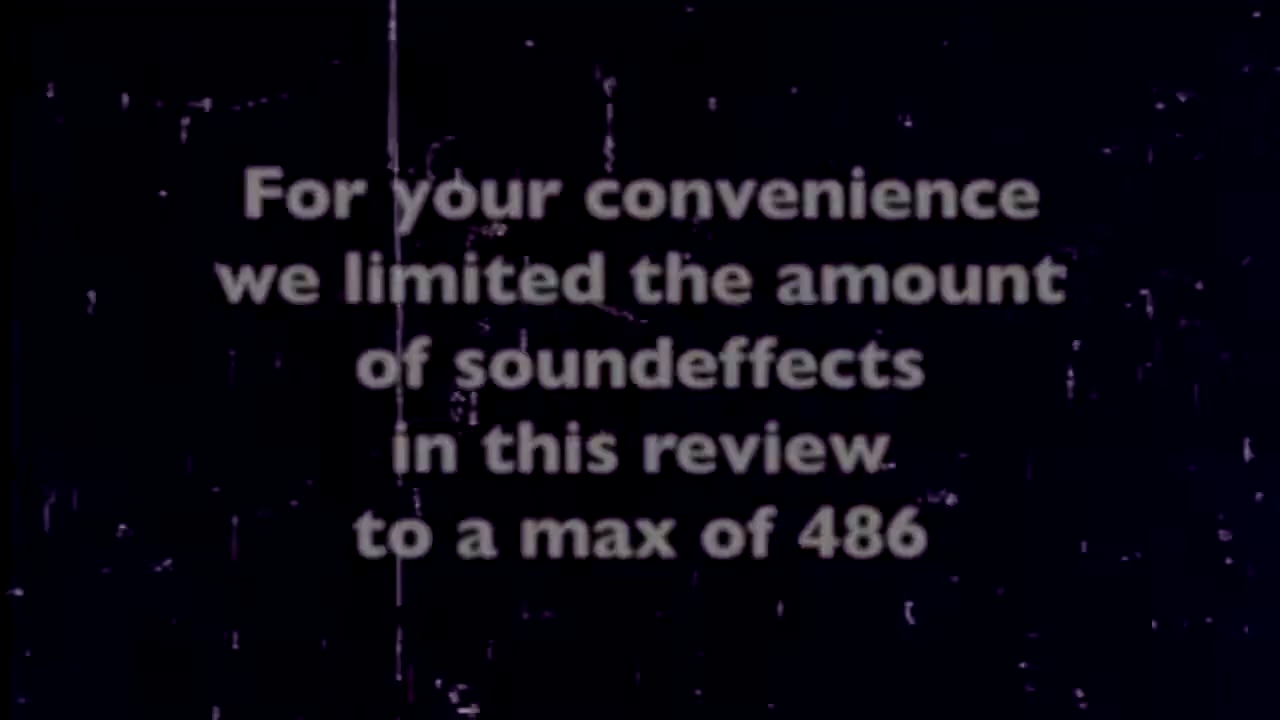 For your convenience
we limited the amount
of soundeffects
in this review
to a max of 486